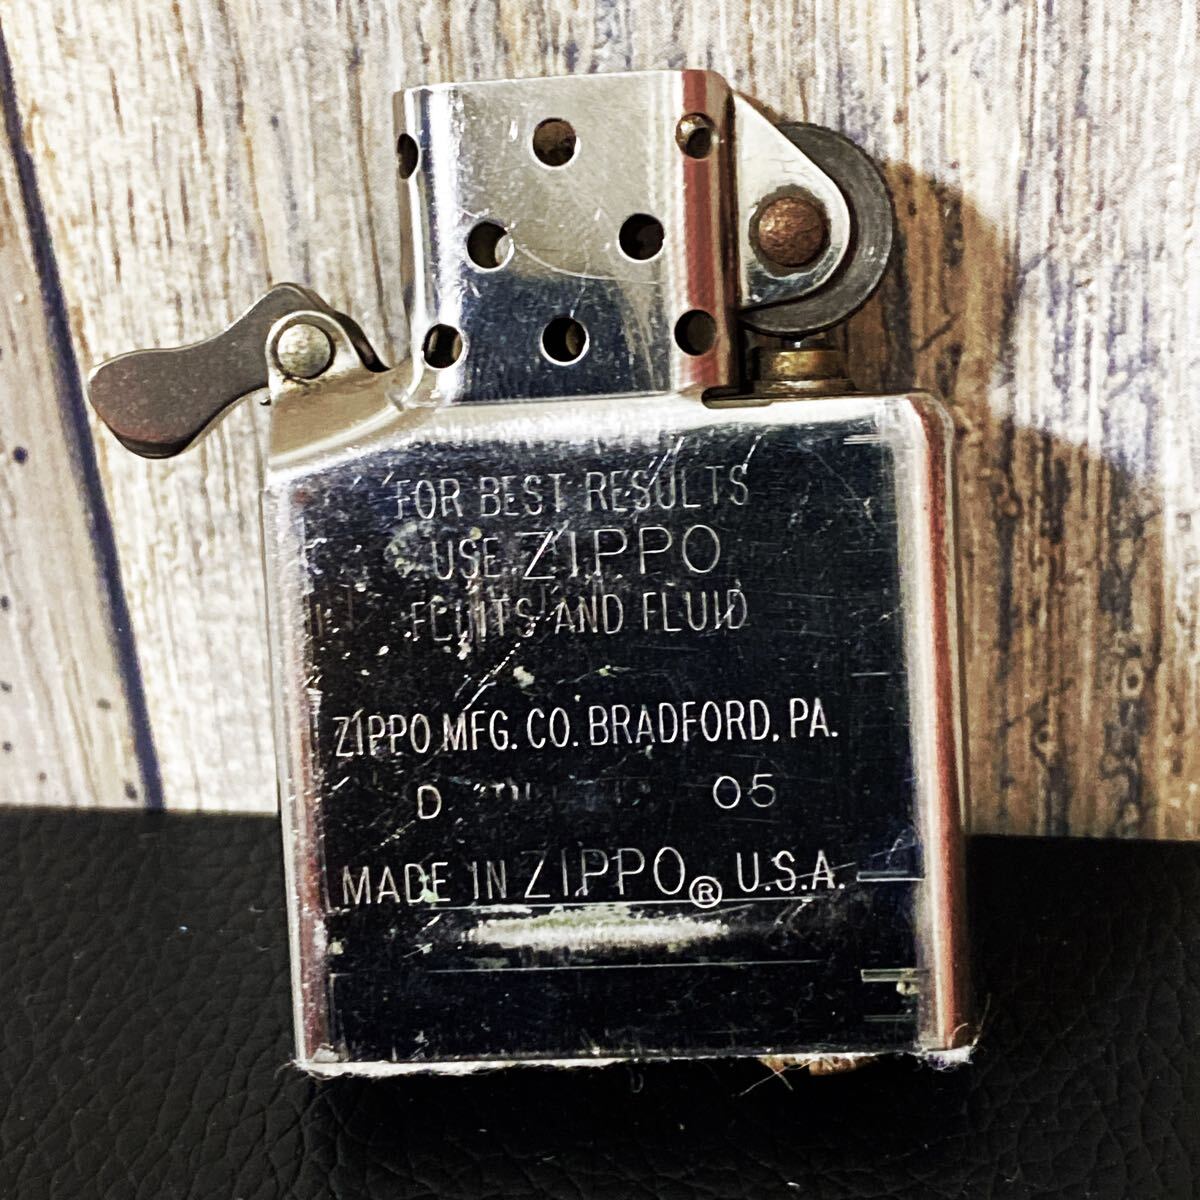 FOR BEST RESULTS
USE ZIPPO
FLINTS AND FLUID
ZIPPO MFG. CO. BRADFORD, PA.
D 05
MADE IN ZIPPO® U.S.A.